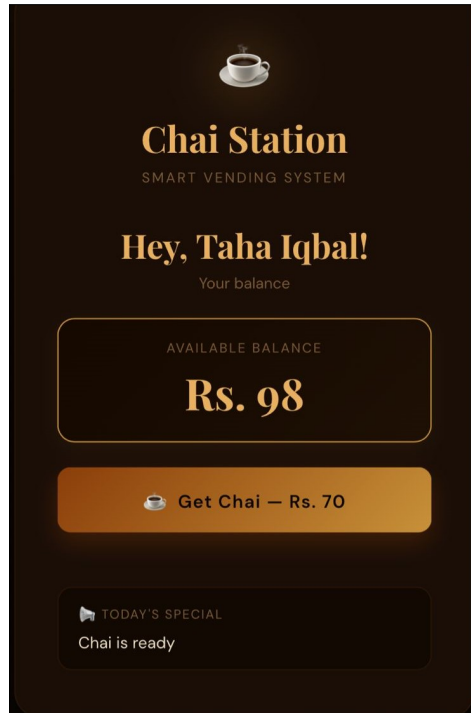 Chai Station
SMART VENDING SYSTEM
Hey, Taha Iqbal!
Your balance
AVAILABLE BALANCE
Rs. 98
Get Chai — Rs. 70
TODAY'S SPECIAL
Chai is ready